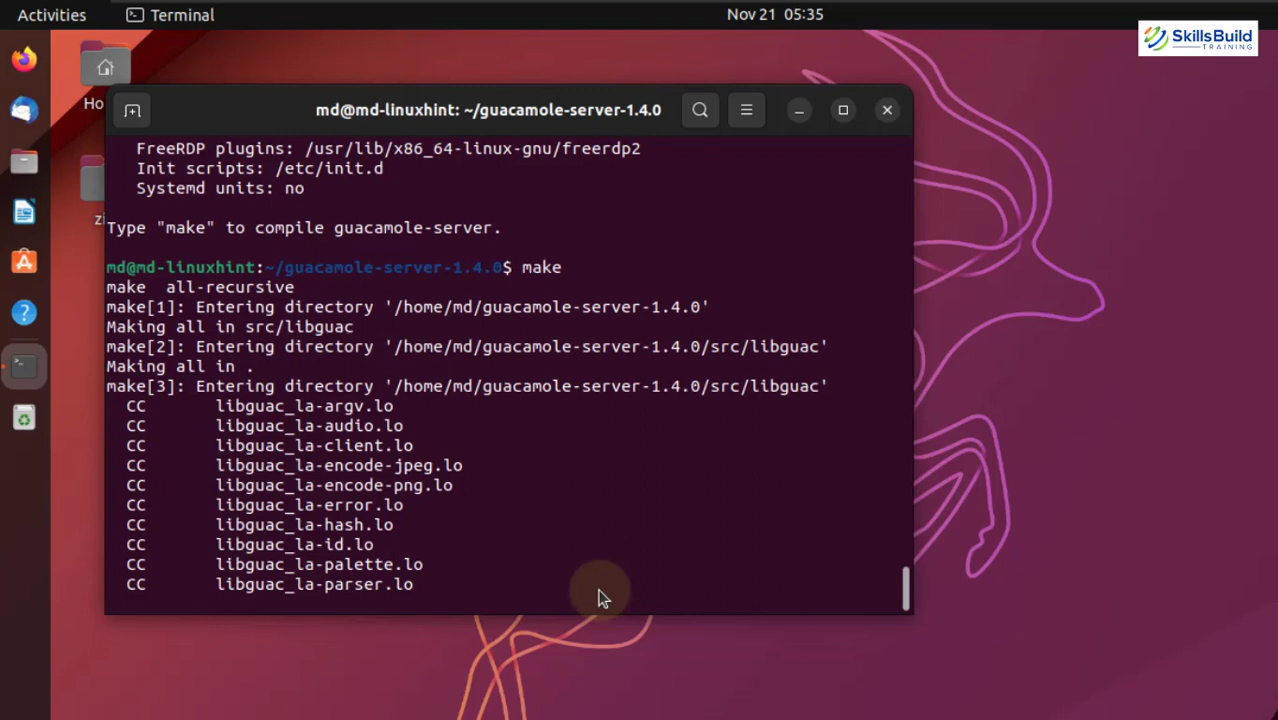 Activities
Terminal
Nov 21 05:35
SkillsBuild
TRAINING
Ho
zi
md@md-linuxhint: ~/guacamole-server-1.4.0
FreeRDP plugins: /usr/lib/x86_64-linux-gnu/freerdp2
Init scripts: /etc/init.d
Systemd units: no
Type "make" to compile guacamole-server.
md@md-linuxhint:~/guacamole-server-1.4.0$ make
make  all-recursive
make[1]: Entering directory '/home/md/guacamole-server-1.4.0'
Making all in src/libguac
make[2]: Entering directory '/home/md/guacamole-server-1.4.0/src/libguac'
Making all in .
make[3]: Entering directory '/home/md/guacamole-server-1.4.0/src/libguac'
CC       libguac_la-argv.lo
CC       libguac_la-audio.lo
CC       libguac_la-client.lo
CC       libguac_la-encode-jpeg.lo
CC       libguac_la-encode-png.lo
CC       libguac_la-error.lo
CC       libguac_la-hash.lo
CC       libguac_la-id.lo
CC       libguac_la-palette.lo
CC       libguac_la-parser.lo